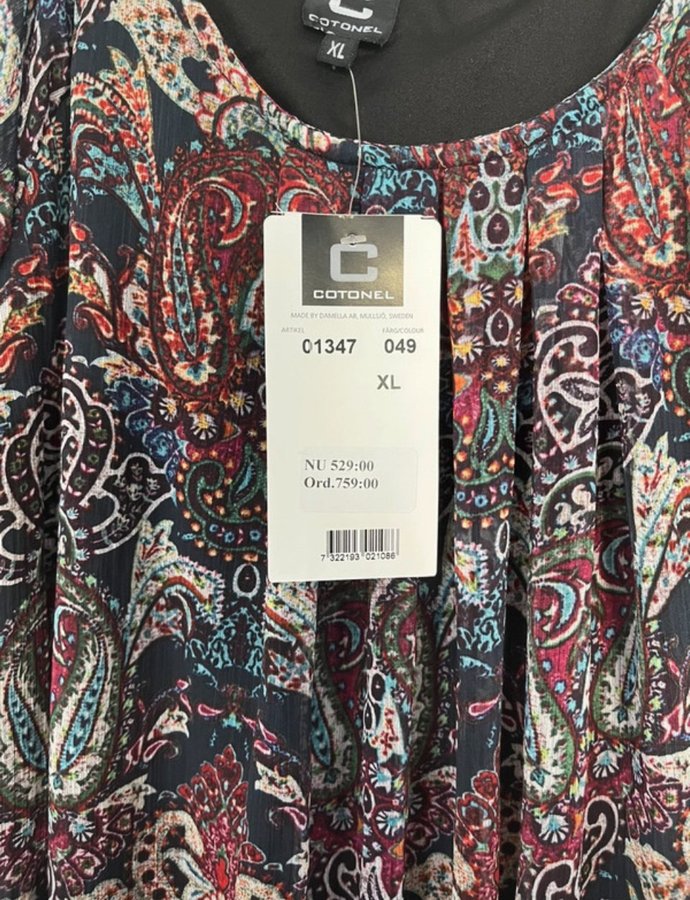 C
COTONEL
XL
C
COTONEL
MADE BY DAMELLA AB, MULLSJÖ, SWEDEN
ARTIKEL FÄRG/COLOUR
01347 049
XL
NU 529:00
Ord.759:00
7 322193 021086